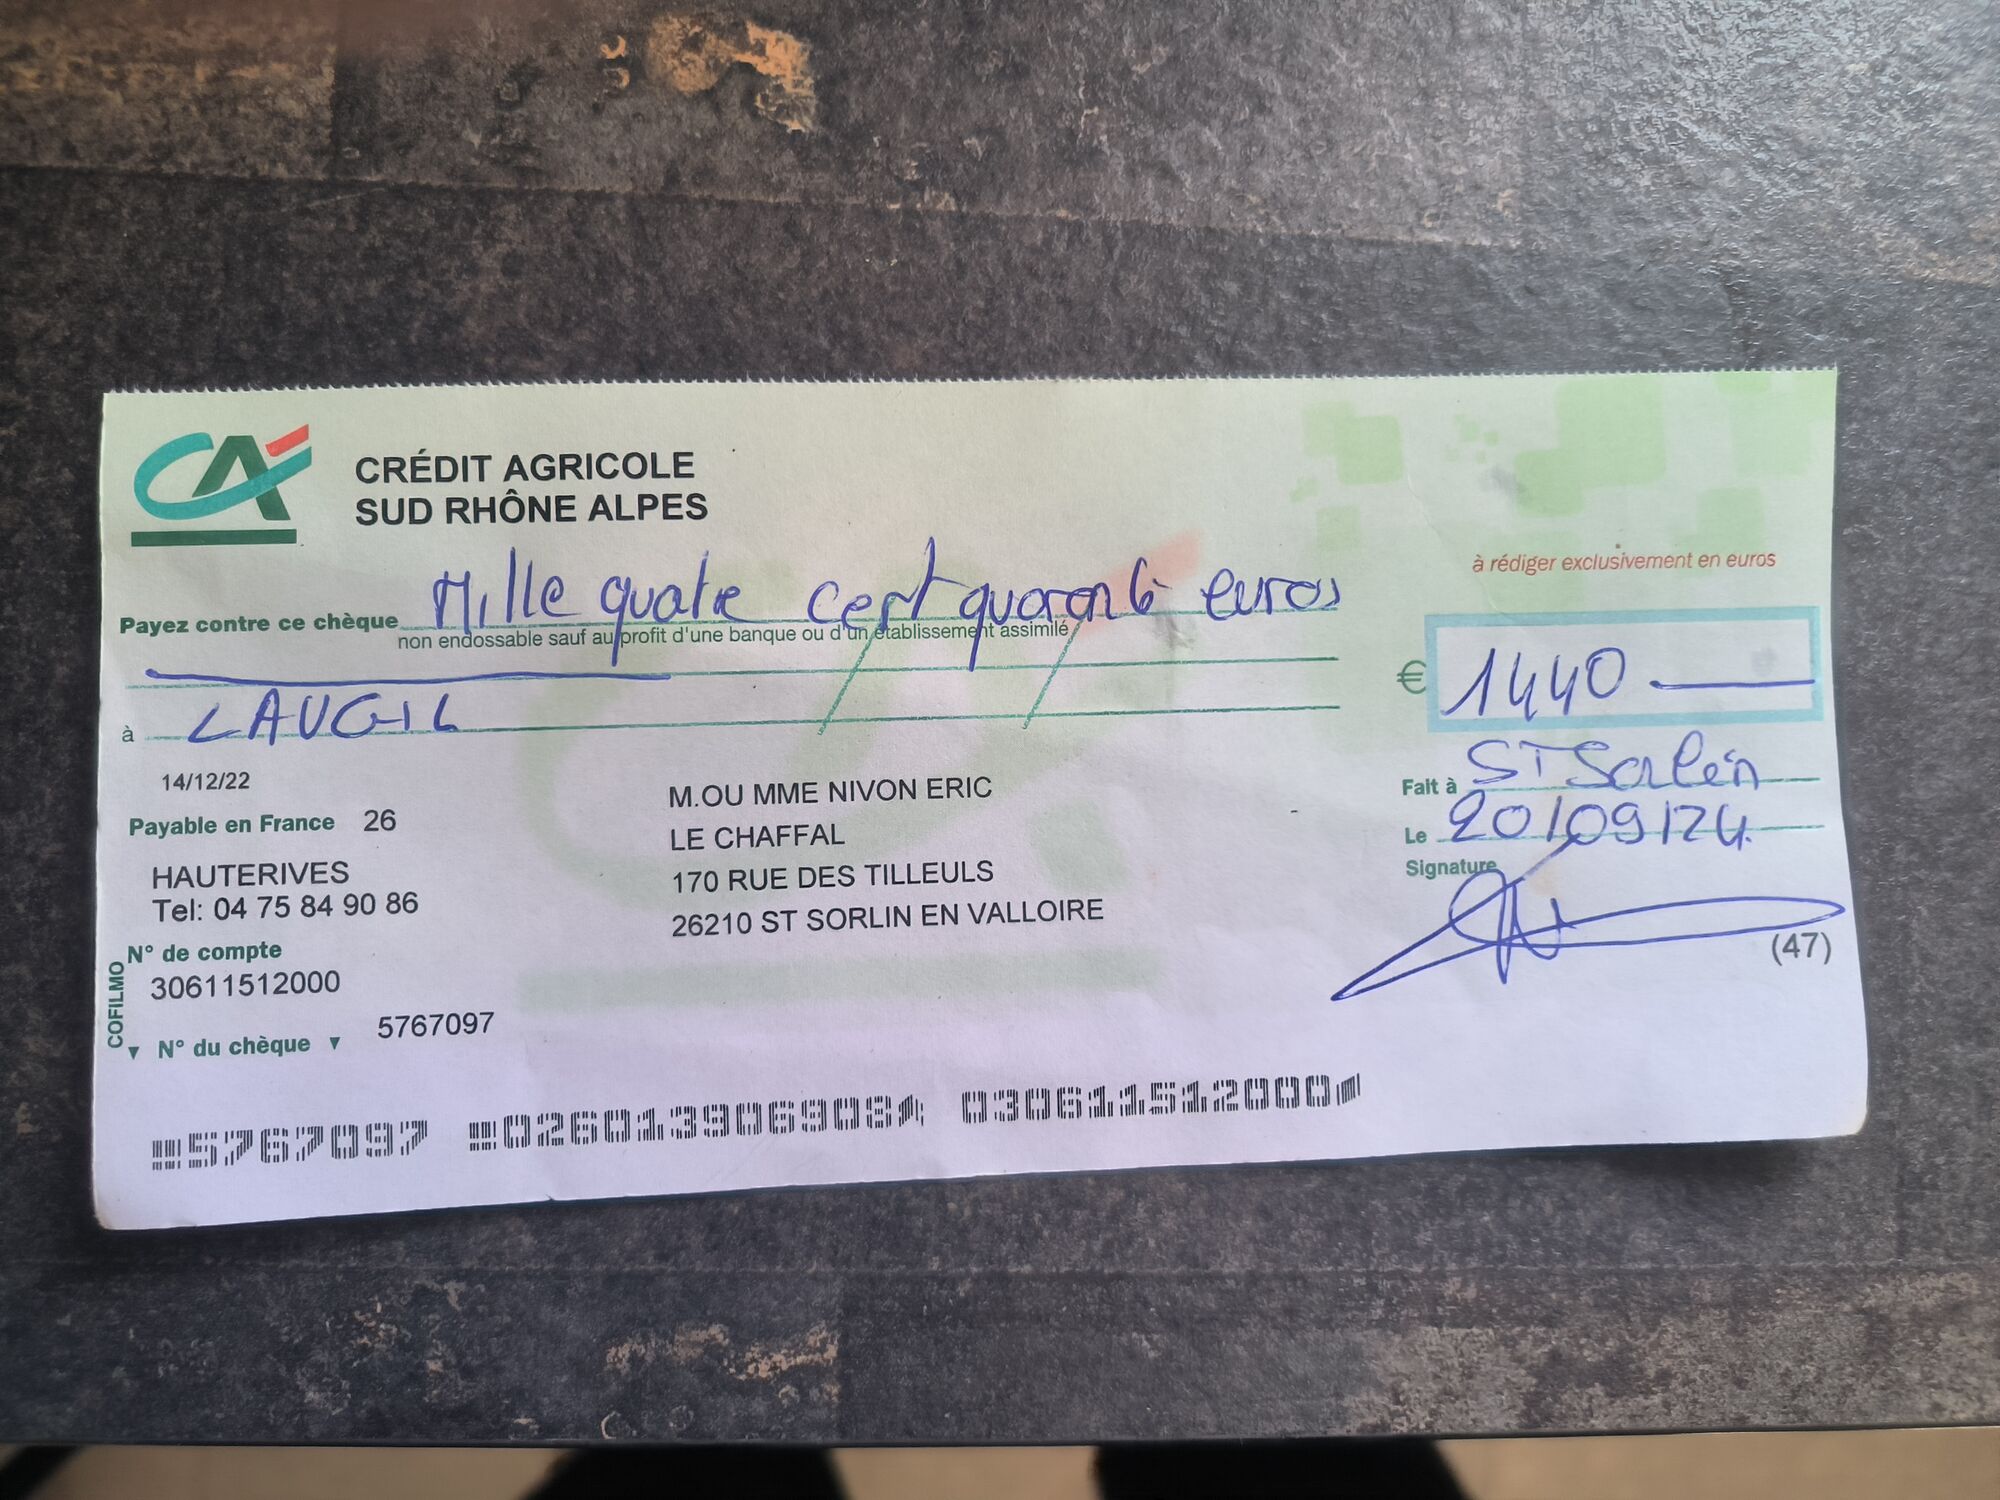 CA
CRÉDIT AGRICOLE
SUD RHÔNE ALPES
à rédiger exclusivement en euros
Payez contre ce chèque Mille quatre cent quarante euros
non endossable sauf au profit d'une banque ou d'un établissement assimilé
€ 1440
à LAUGIL
Fait à ST Sorlin
14/12/22
Le 20/09/24.
Payable en France 26
Signature
HAUTERIVES
Tel: 04 75 84 90 86
M.OU MME NIVON ERIC
LE CHAFFAL
170 RUE DES TILLEULS
26210 ST SORLIN EN VALLOIRE
(47)
N° de compte
30611512000
COFILMO
N° du chèque 5767097
5767097 026013906908 030611512000